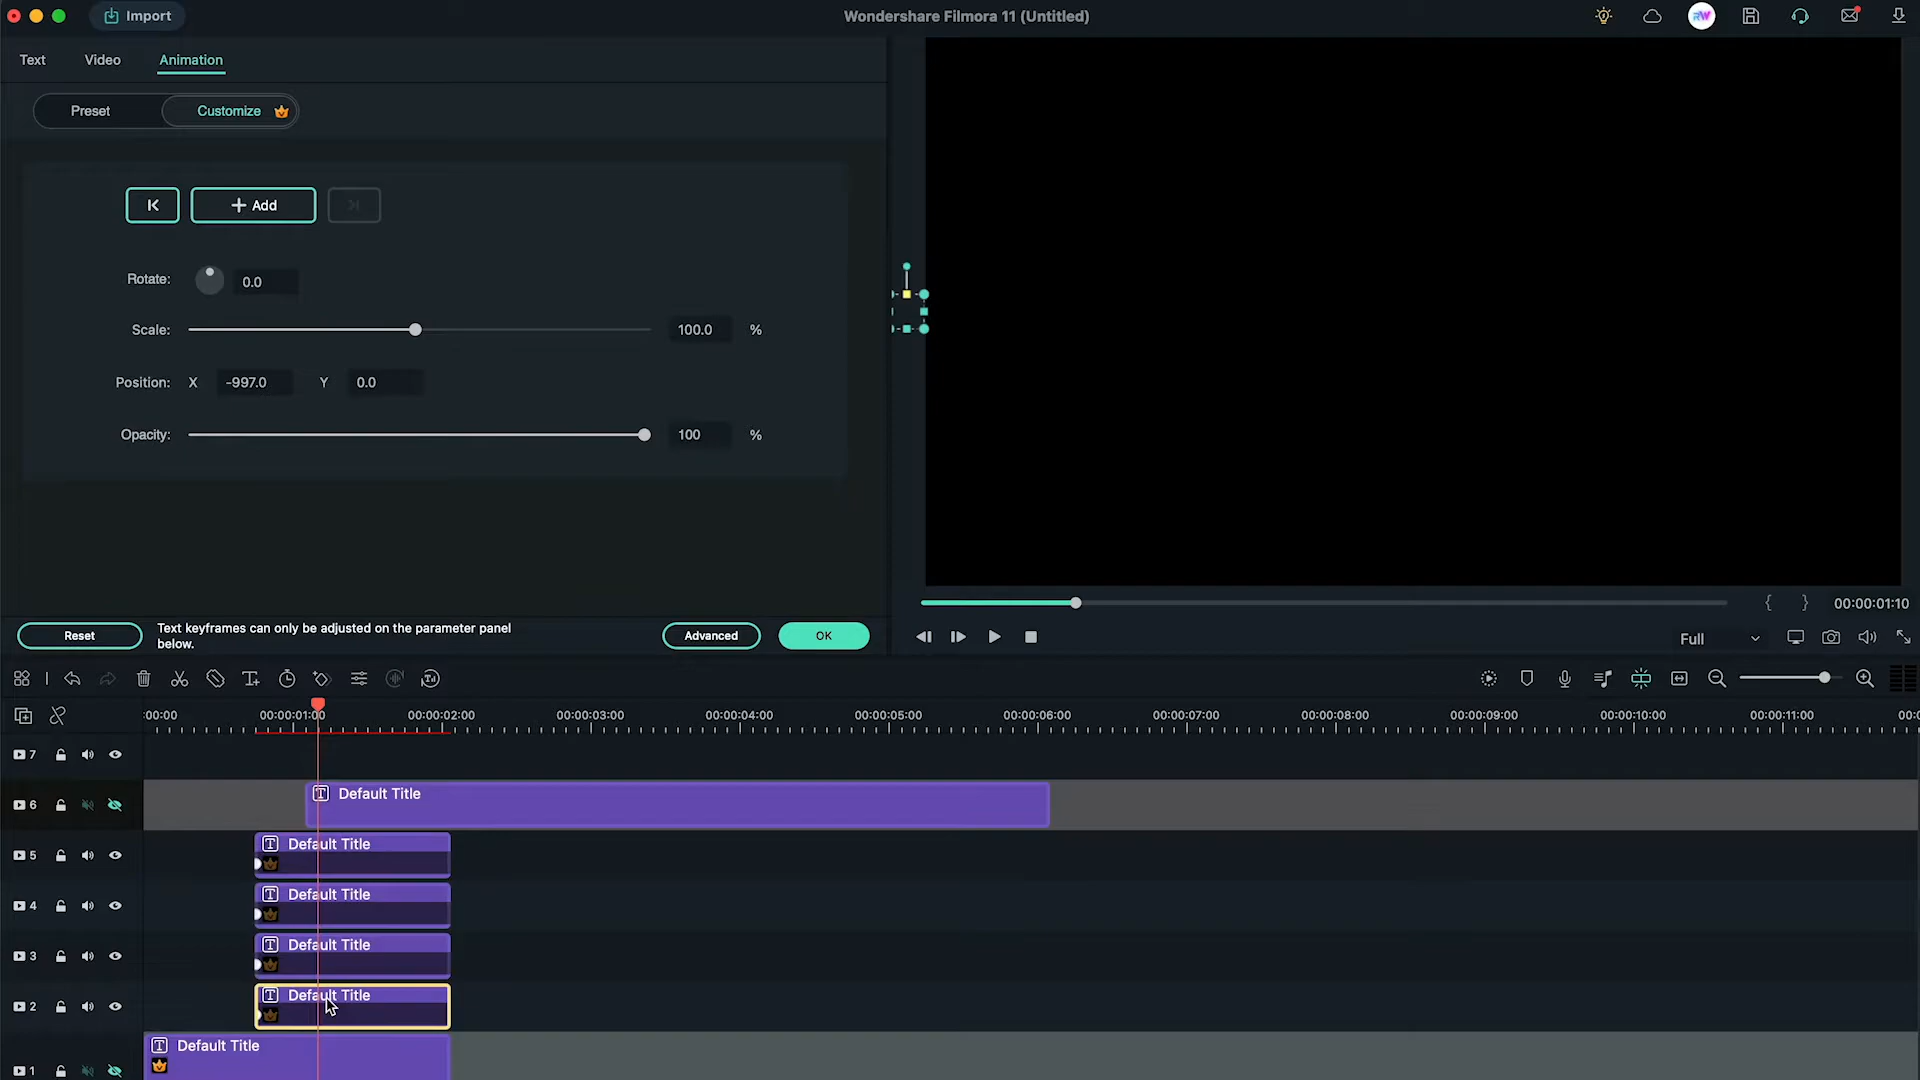 Import
Wondershare Filmora 11 (Untitled)
Text Video Animation
Preset Customize
+ Add
Rotate: 0.0
Scale: 100.0 %
Position: X -997.0 Y 0.0
Opacity: 100 %
{ } 00:00:01:10
Reset
Text keyframes can only be adjusted on the parameter panel
below.
Advanced OK
Full
:00:00 00:00:01:00 00:00:02:00 00:00:03:00 00:00:04:00 00:00:05:00 00:00:06:00 00:00:07:00 00:00:08:00 00:00:09:00 00:00:10:00 00:00:11:00 00:0
7
6 T Default Title
5 T Default Title
4 T Default Title
3 T Default Title
2 T Default Title
T Default Title
1